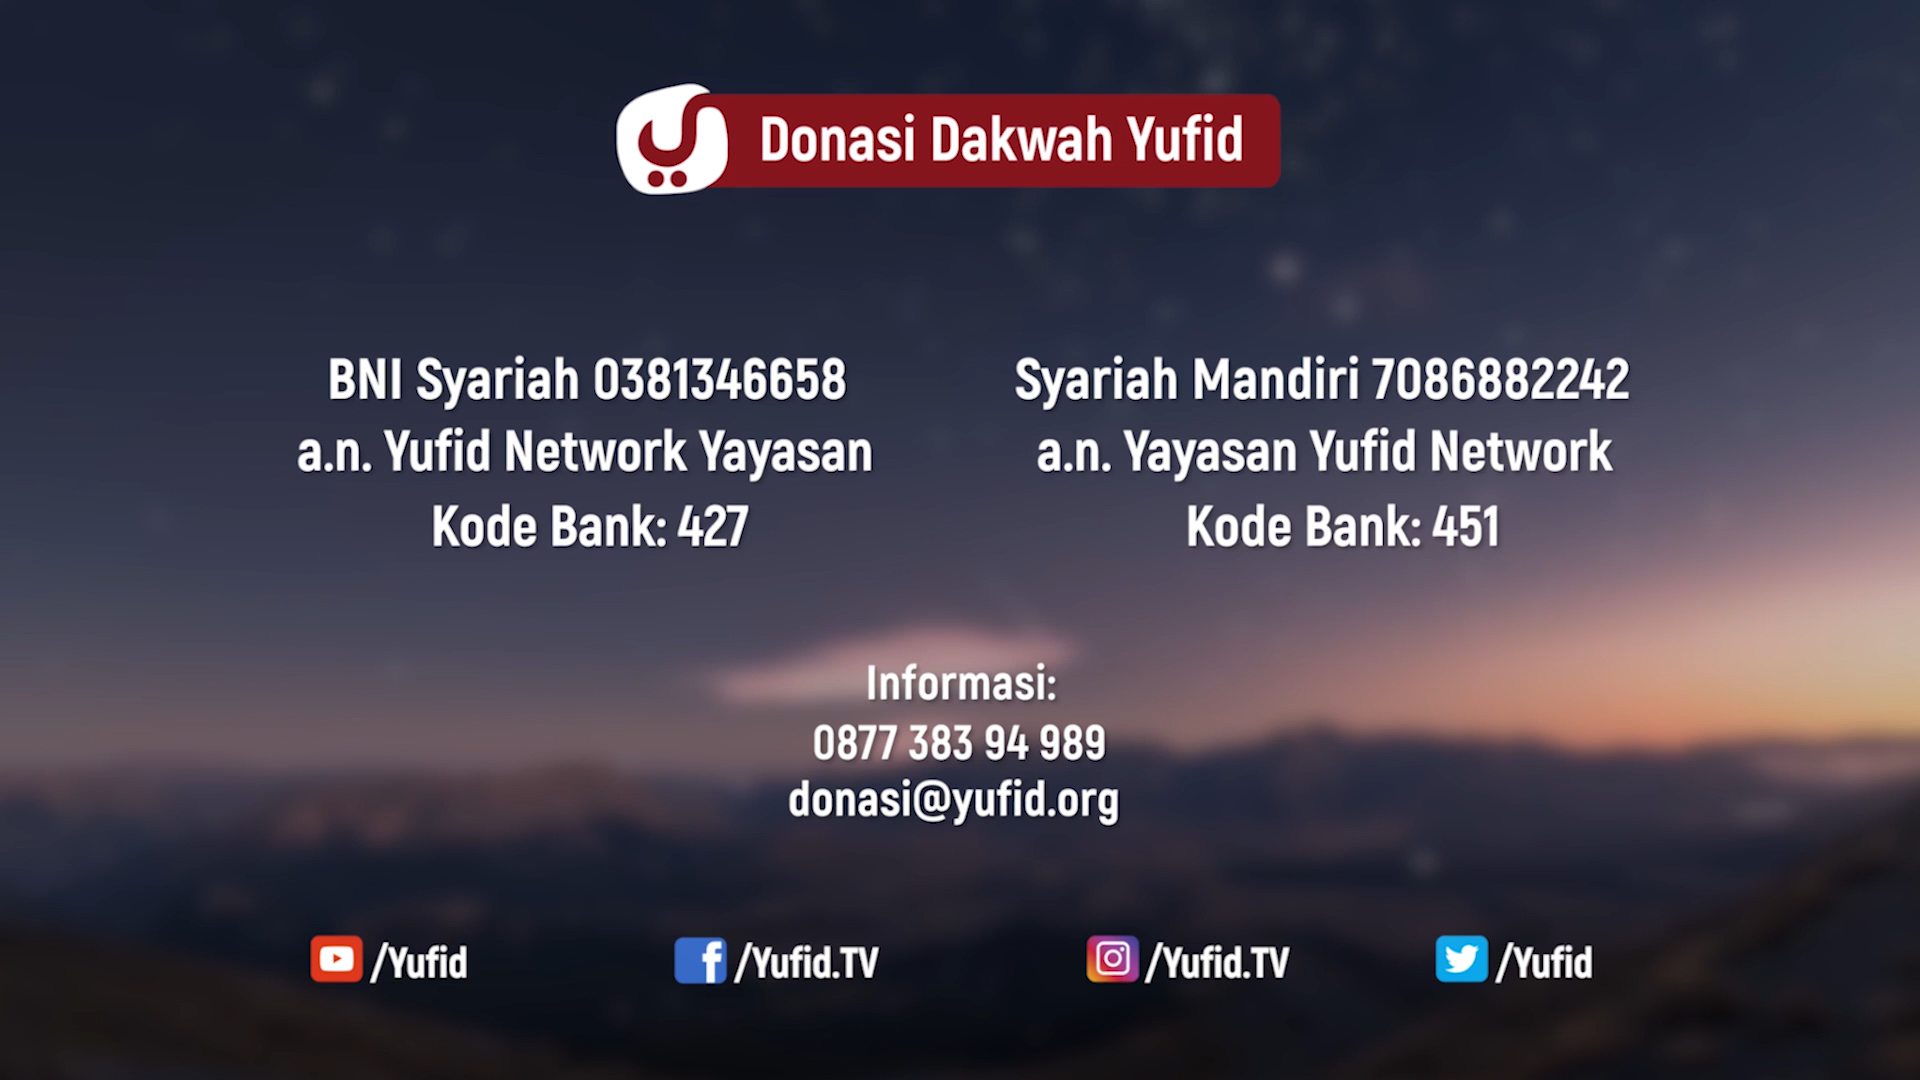 Donasi Dakwah Yufid
BNI Syariah 0381346658
a.n. Yufid Network Yayasan
Kode Bank: 427
Syariah Mandiri 7086882242
a.n. Yayasan Yufid Network
Kode Bank: 451
Informasi:
0877 383 94 989
donasi@yufid.org
/Yufid
/Yufid.TV
/Yufid.TV
/Yufid